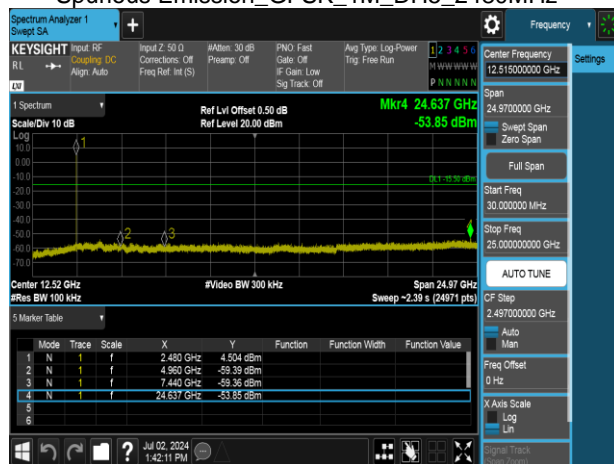 Spurious Emission_GFSK_1M_DH5_2480MHz
Spectrum Analyzer 1
Swept SA
Frequency
KEYSIGHT
RL
LXI
Input: RF
Coupling: DC
Align: Auto
Input Z: 50 Ω
Corrections: Off
Freq Ref: Int (S)
#Atten: 30 dB
Preamp: Off
PNO: Fast
Gate: Off
IF Gain: Low
Sig Track: Off
Avg Type: Log-Power
Trig: Free Run
1 2 3 4 5 6
M W W W W W
P N N N N N
1 Spectrum
Scale/Div 10 dB
Ref Lvl Offset 0.50 dB
Ref Level 20.00 dBm
Mkr4 24.637 GHz
-53.85 dBm
Log
10.0
0.00
-10.0
-20.0
-30.0
-40.0
-50.0
-60.0
-70.0
1
2
3
4
DL1 -15.50 dBm
Center 12.52 GHz
#Res BW 100 kHz
#Video BW 300 kHz
Span 24.97 GHz
Sweep ~2.39 s (24971 pts)
5 Marker Table
Mode Trace Scale X Y Function Function Width Function Value
1 N 1 f 2.480 GHz 4.504 dBm
2 N 1 f 4.960 GHz -59.39 dBm
3 N 1 f 7.440 GHz -59.36 dBm
4 N 1 f 24.637 GHz -53.85 dBm
5
6
Jul 02, 2024
1:42:11 PM
Center Frequency
12.515000000 GHz
Settings
Span
24.9700000 GHz
Swept Span
Zero Span
Full Span
Start Freq
30.000000 MHz
Stop Freq
25.000000000 GHz
AUTO TUNE
CF Step
2.497000000 GHz
Auto
Man
Freq Offset
0 Hz
X Axis Scale
Log
Lin
Signal Track
(Span Zoom)